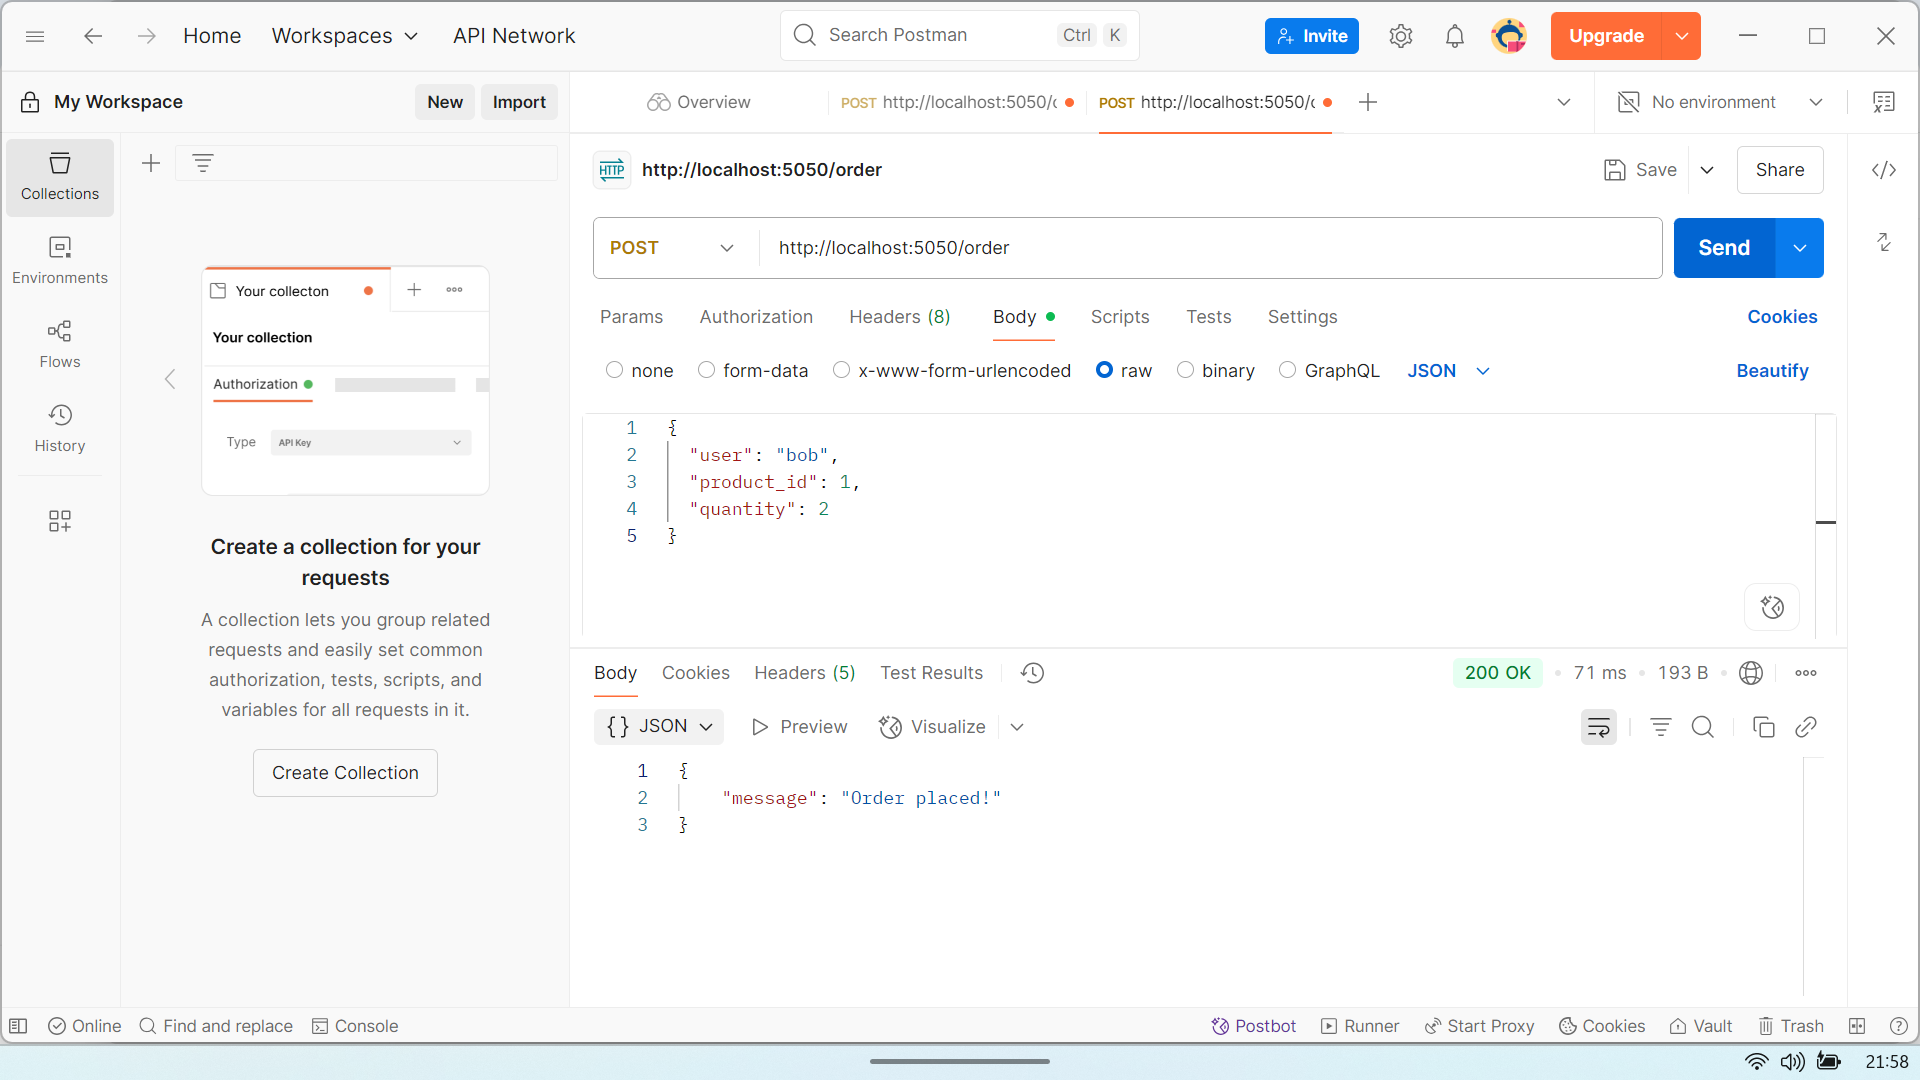 Home Workspaces API Network Search Postman Ctrl K Invite Upgrade
My Workspace New Import Overview POST http://localhost:5050/o POST http://localhost:5050/o No environment
Collections
Environments
Flows
History
Your collecton
Your collection
Authorization
Type API Key
Create a collection for your
requests
A collection lets you group related
requests and easily set common
authorization, tests, scripts, and
variables for all requests in it.
Create Collection
HTTP http://localhost:5050/order Save Share
POST http://localhost:5050/order Send
Params Authorization Headers (8) Body Scripts Tests Settings Cookies
none form-data x-www-form-urlencoded raw binary GraphQL JSON Beautify
1 {
2 "user": "bob",
3 "product_id": 1,
4 "quantity": 2
5 }
Body Cookies Headers (5) Test Results 200 OK 71 ms 193 B
{} JSON Preview Visualize
1 {
2 "message": "Order placed!"
3 }
Online Find and replace Console Postbot Runner Start Proxy Cookies Vault Trash
21:58